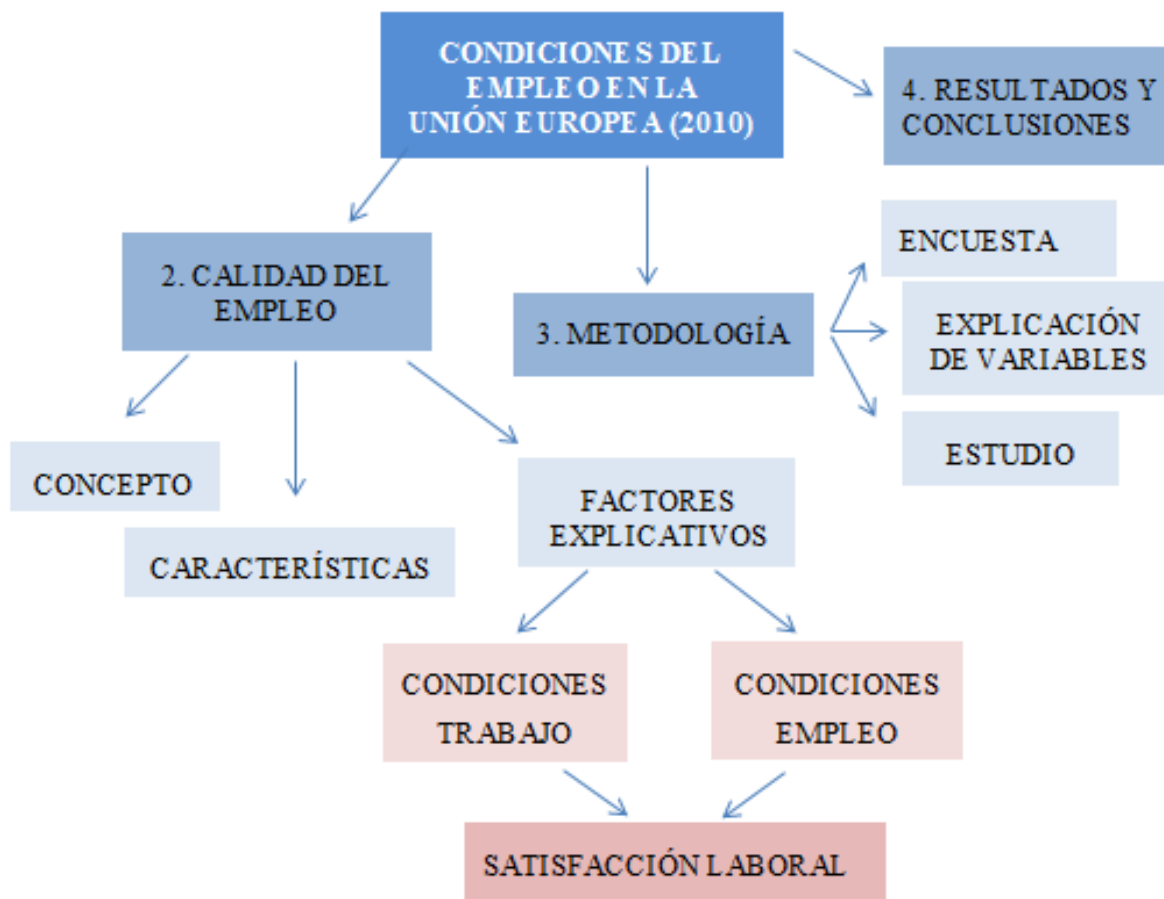 CONDICIONES DEL
EMPLEO EN LA
UNIÓN EUROPEA (2010)
4. RESULTADOS Y
CONCLUSIONES
2. CALIDAD DEL
EMPLEO
3. METODOLOGÍA
ENCUESTA
EXPLICACIÓN
DE VARIABLES
ESTUDIO
CONCEPTO
CARACTERÍSTICAS
FACTORES
EXPLICATIVOS
CONDICIONES
TRABAJO
CONDICIONES
EMPLEO
SATISFACCIÓN LABORAL